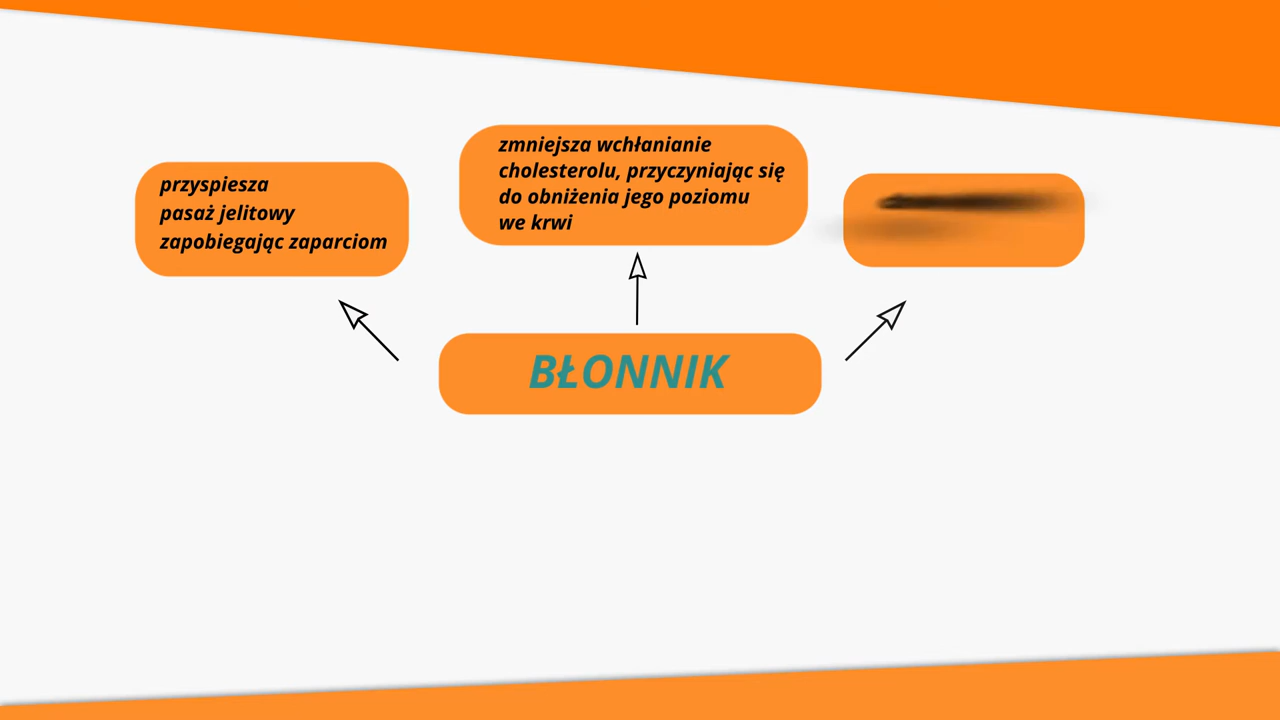 przyspiesza
pasaż jelitowy
zapobiegając zaparciom
zmniejsza wchłanianie
cholesterolu, przyczyniając się
do obniżenia jego poziomu
we krwi
BŁONNIK